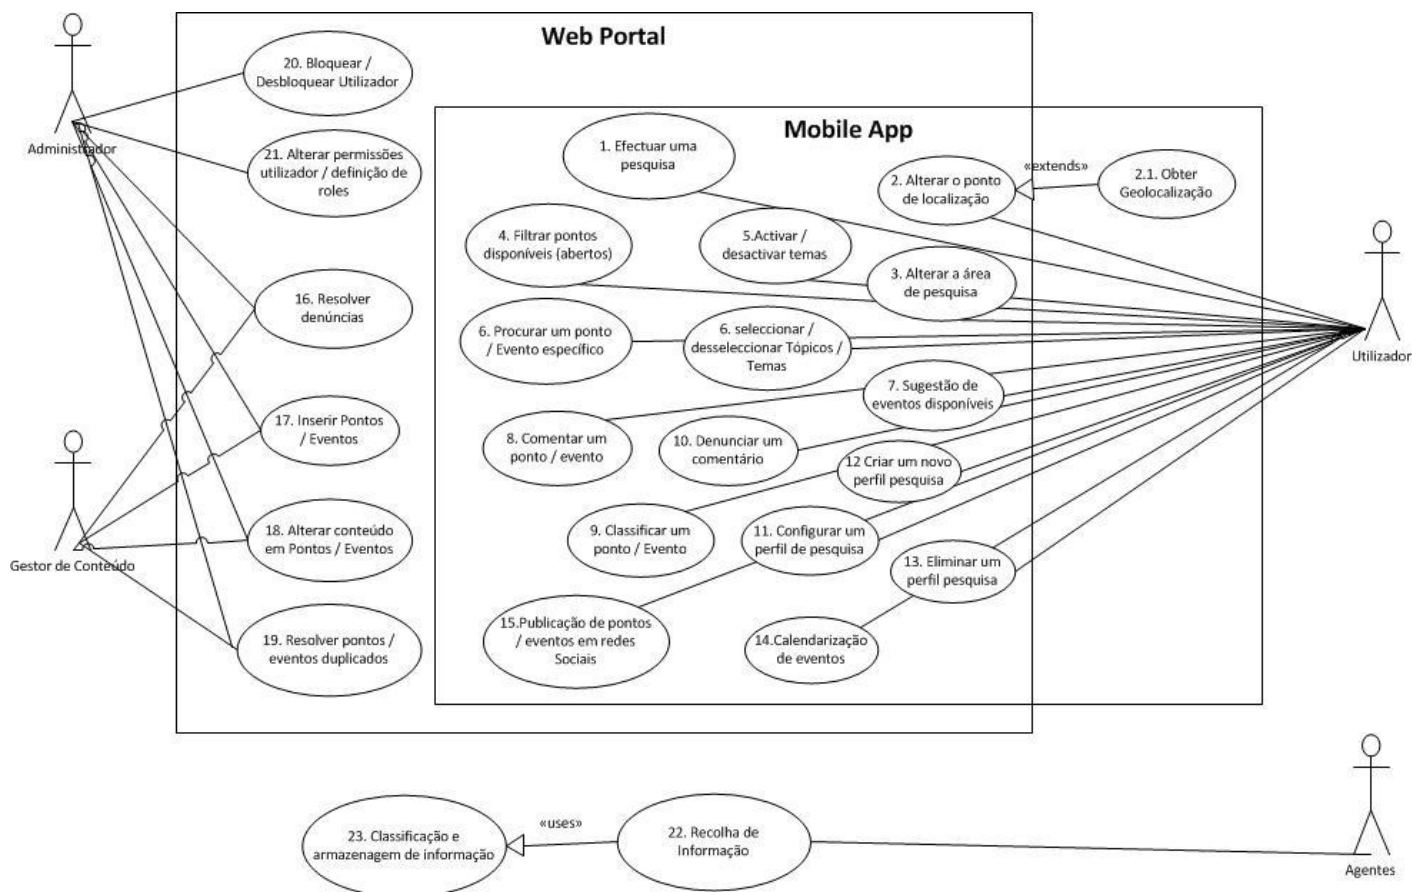 Web Portal
20. Bloquear /
Desbloquear Utilizador
Mobile App
Administrador
21. Alterar permissões
utilizador / definição de
roles
1. Efectuar uma
pesquisa
«extends»
2. Alterar o ponto
de localização
2.1. Obter
Geolocalização
4. Filtrar pontos
disponíveis (abertos)
5.Activar /
desactivar temas
3. Alterar a área
de pesquisa
16. Resolver
denúncias
6. Procurar um ponto
/ Evento específico
6. seleccionar /
desseleccionar Tópicos /
Temas
Utilizador
7. Sugestão de
eventos disponíveis
17. Inserir Pontos
/ Eventos
8. Comentar um
ponto / evento
10. Denunciar um
comentário
12 Criar um novo
perfil pesquisa
18. Alterar conteúdo
em Pontos / Eventos
9. Classificar um
ponto / Evento
11. Configurar um
perfil de pesquisa
Gestor de Conteúdo
13. Eliminar um
perfil pesquisa
19. Resolver pontos /
eventos duplicados
15.Publicação de pontos
/ eventos em redes
Sociais
14.Calendarização
de eventos
23. Classificação e
armazenagem de informação
«uses»
22. Recolha de
Informação
Agentes